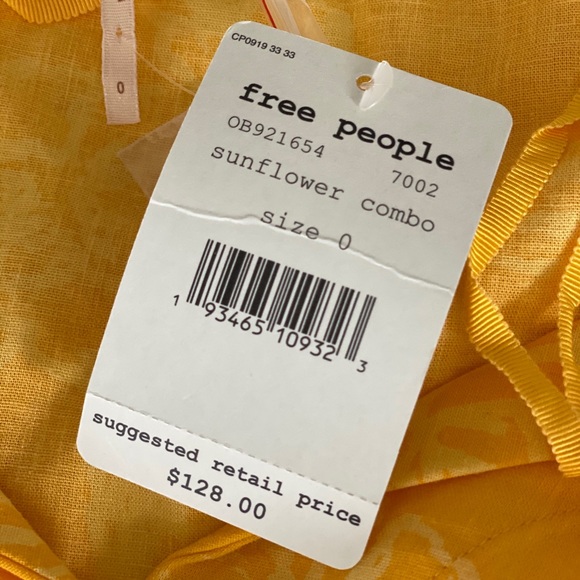 0
CP0919 33 33
free people
OB921654 7002
sunflower combo
size 0
1 93465 10932 3
suggested retail price
$128.00